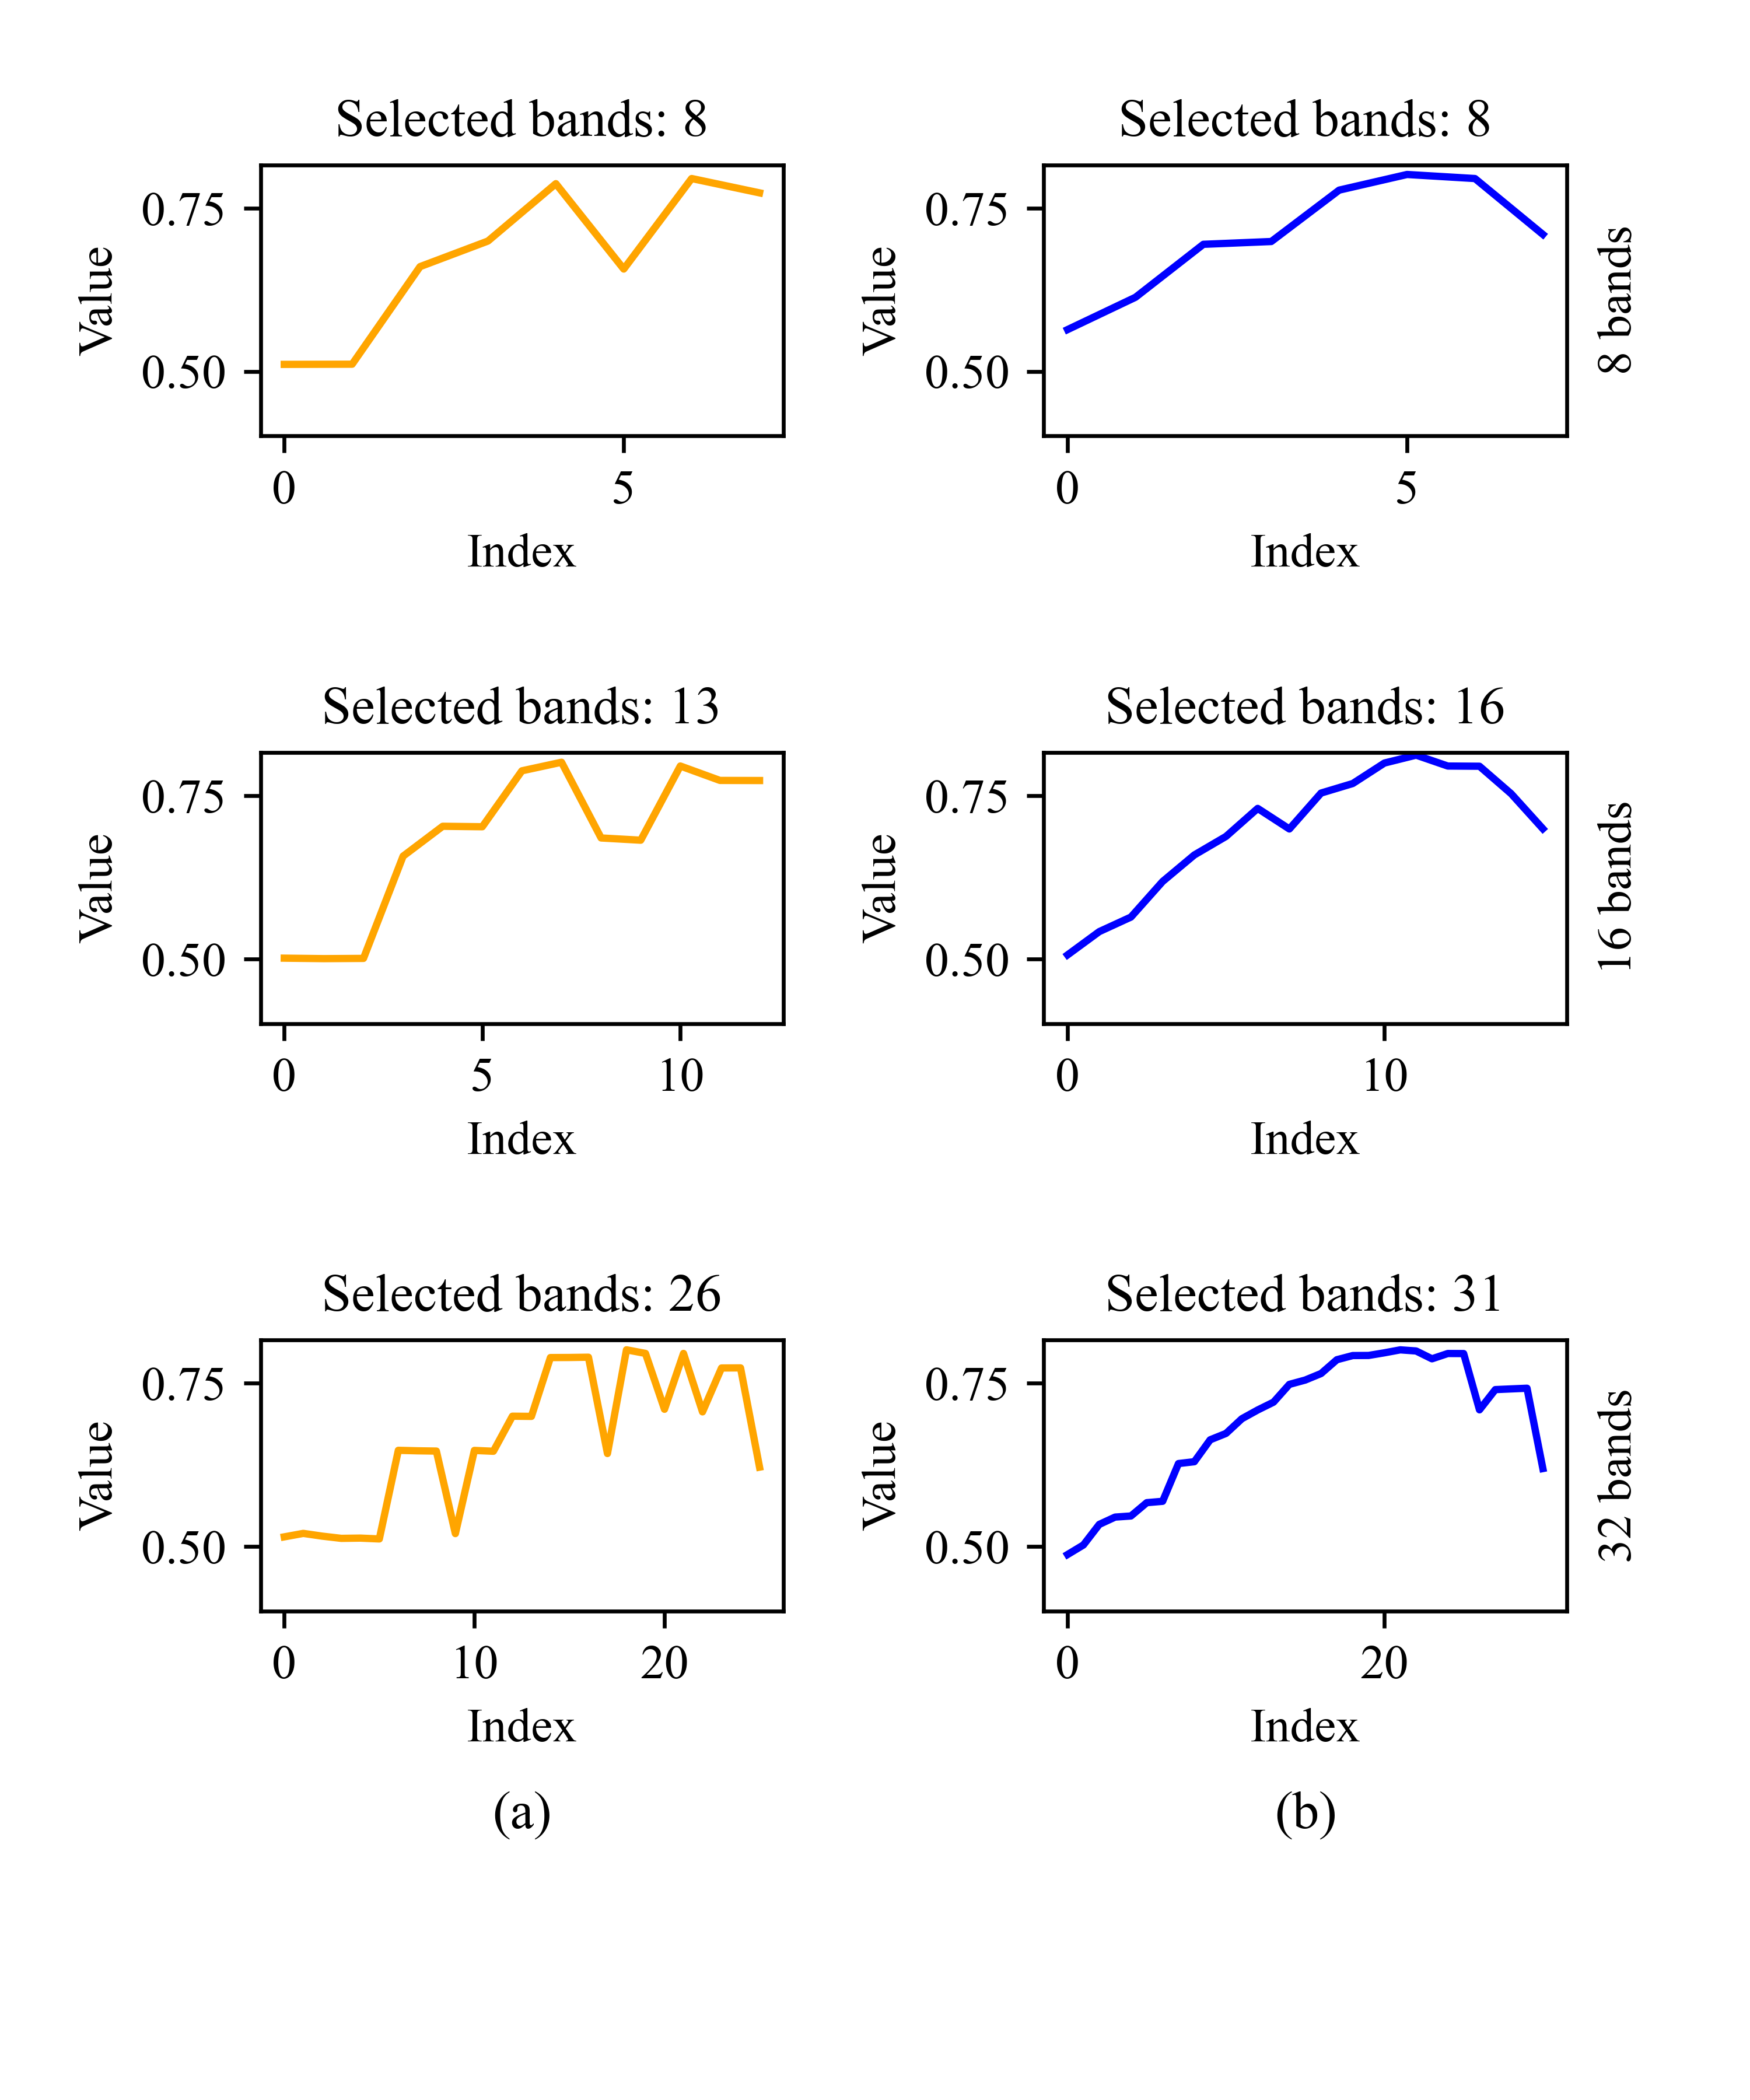 Selected bands: 8
Selected bands: 8
0.75
0.50
Value
0
5
Index
0.75
0.50
Value
0
5
Index
8 bands
Selected bands: 13
Selected bands: 16
0.75
0.50
Value
0
5
10
Index
0.75
0.50
Value
0
10
Index
16 bands
Selected bands: 26
Selected bands: 31
0.75
0.50
Value
0
10
20
Index
0.75
0.50
Value
0
20
Index
32 bands
(a)
(b)